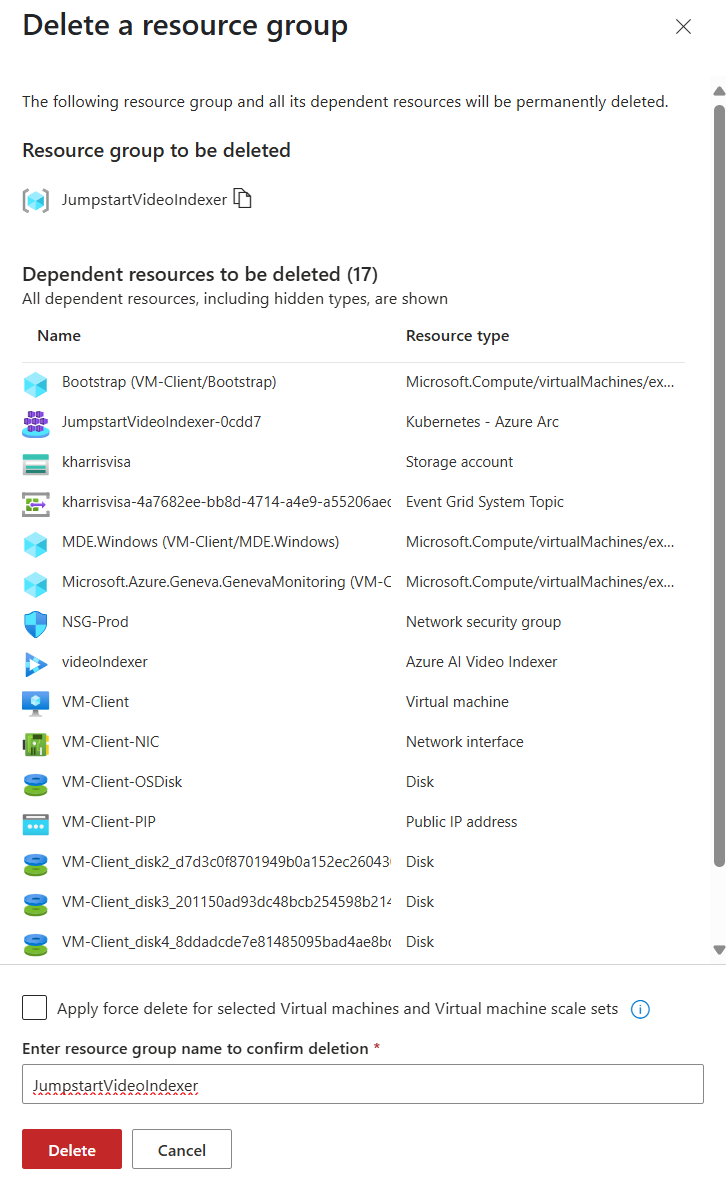 Delete a resource group
The following resource group and all its dependent resources will be permanently deleted.
Resource group to be deleted
JumpstartVideoIndexer
Dependent resources to be deleted (17)
All dependent resources, including hidden types, are shown
Name Resource type
Bootstrap (VM-Client/Bootstrap) Microsoft.Compute/virtualMachines/ex...
JumpstartVideoIndexer-0cdd7 Kubernetes - Azure Arc
kharrisvisa Storage account
kharrisvisa-4a7682ee-bb8d-4714-a4e9-a55206aec Event Grid System Topic
MDE.Windows (VM-Client/MDE.Windows) Microsoft.Compute/virtualMachines/ex...
Microsoft.Azure.Geneva.GenevaMonitoring (VM-C Microsoft.Compute/virtualMachines/ex...
NSG-Prod Network security group
videoIndexer Azure AI Video Indexer
VM-Client Virtual machine
VM-Client-NIC Network interface
VM-Client-OSDisk Disk
VM-Client-PIP Public IP address
VM-Client_disk2_d7d3c0f8701949b0a152ec26043 Disk
VM-Client_disk3_201150ad93dc48bcb254598b214 Disk
VM-Client_disk4_8ddadcde7e81485095bad4ae8b Disk
Apply force delete for selected Virtual machines and Virtual machine scale sets
Enter resource group name to confirm deletion *
JumpstartVideoIndexer
Delete Cancel